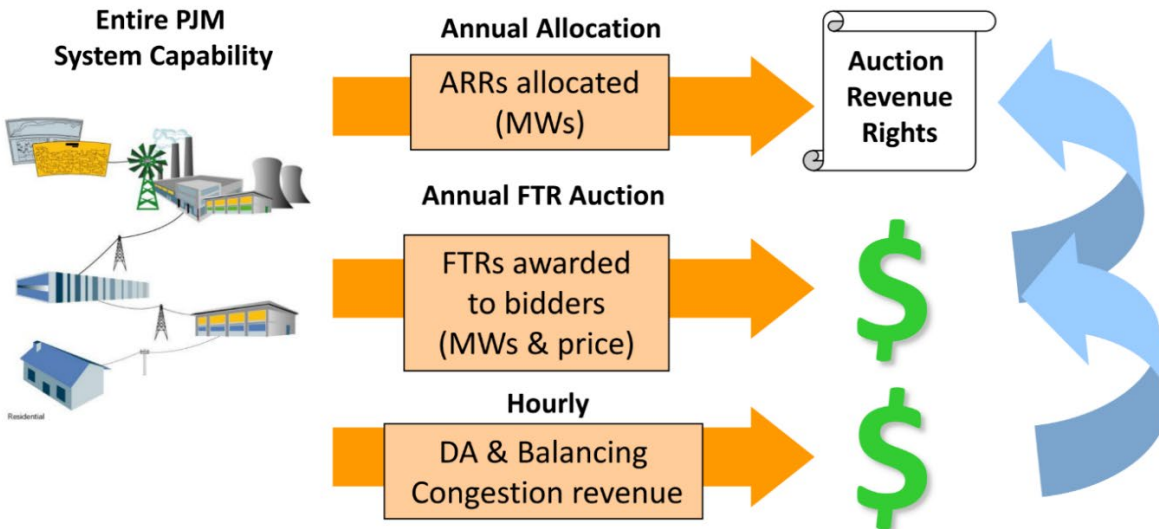 Entire PJM
System Capability
Residential
Annual Allocation
ARRs allocated
(MWs)
Auction
Revenue
Rights
Annual FTR Auction
FTRs awarded
to bidders
(MWs & price)
$
Hourly
DA & Balancing
Congestion revenue
$